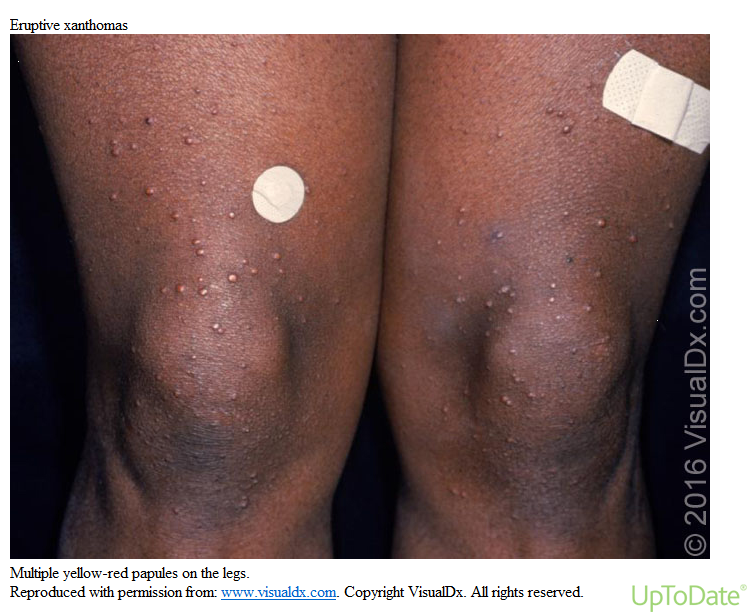 Eruptive xanthomas
© 2016 VisualDx.com
Multiple yellow-red papules on the legs.
Reproduced with permission from: www.visualdx.com. Copyright VisualDx. All rights reserved.
UpToDate®